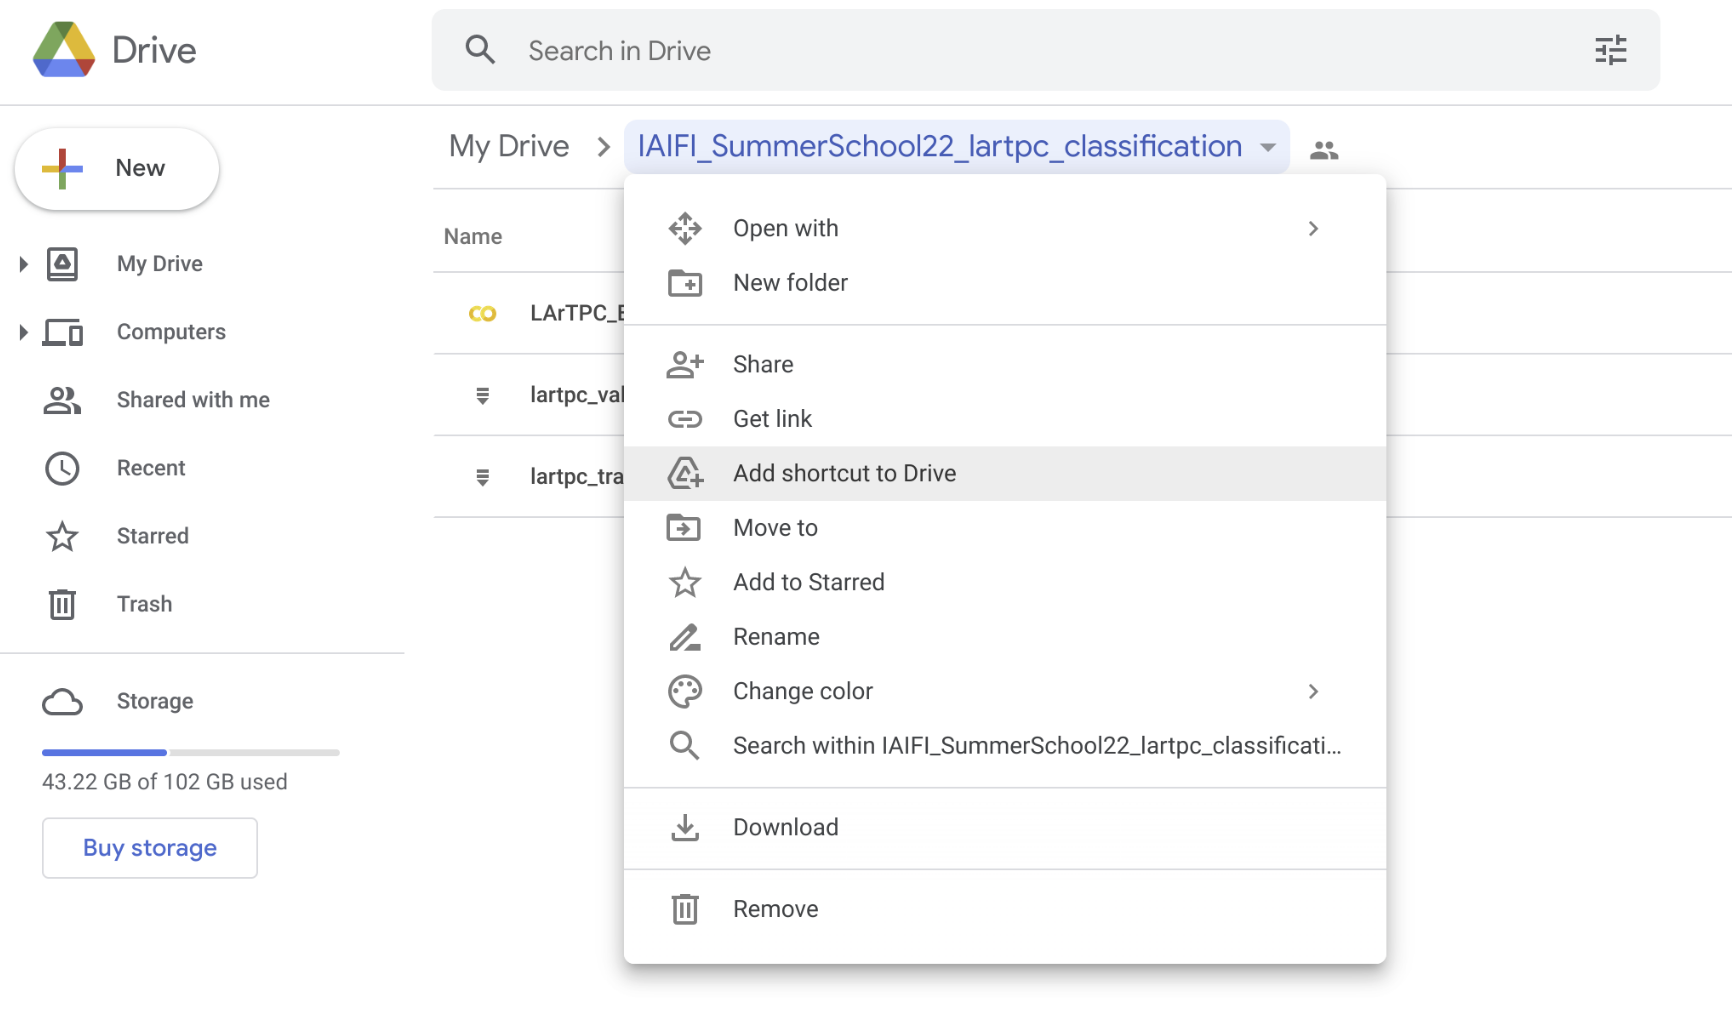 Drive
Search in Drive
My Drive
IAIFI_SummerSchool22_lartpc_classification
New
My Drive
Computers
Shared with me
Recent
Starred
Trash
Storage
43.22 GB of 102 GB used
Buy storage
Name
LArTPC_
lartpc_val
lartpc_tra
Open with
New folder
Share
Get link
Add shortcut to Drive
Move to
Add to Starred
Rename
Change color
Search within IAIFI_SummerSchool22_lartpc_classificati...
Download
Remove